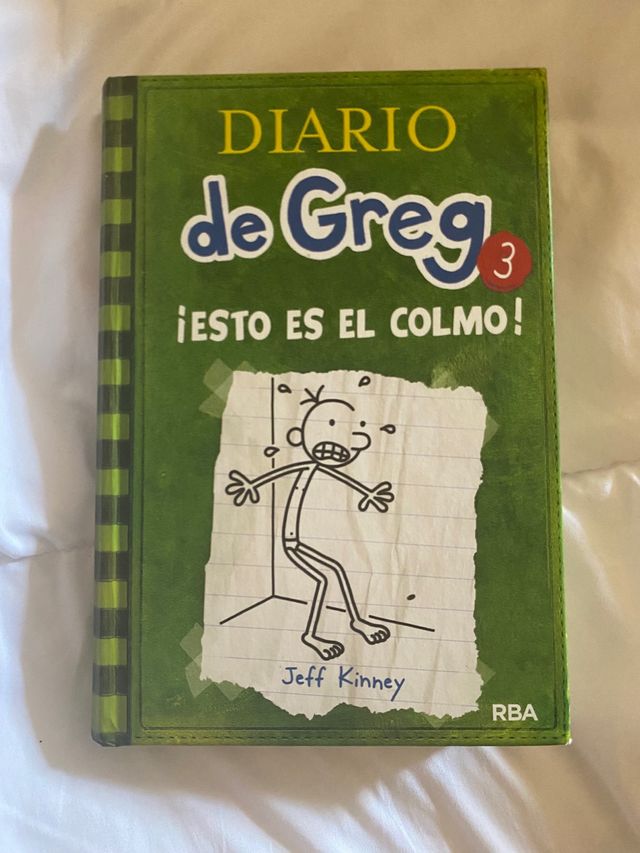 DIARIO
de Greg 3
¡ESTO ES EL COLMO!
Jeff Kinney
RBA